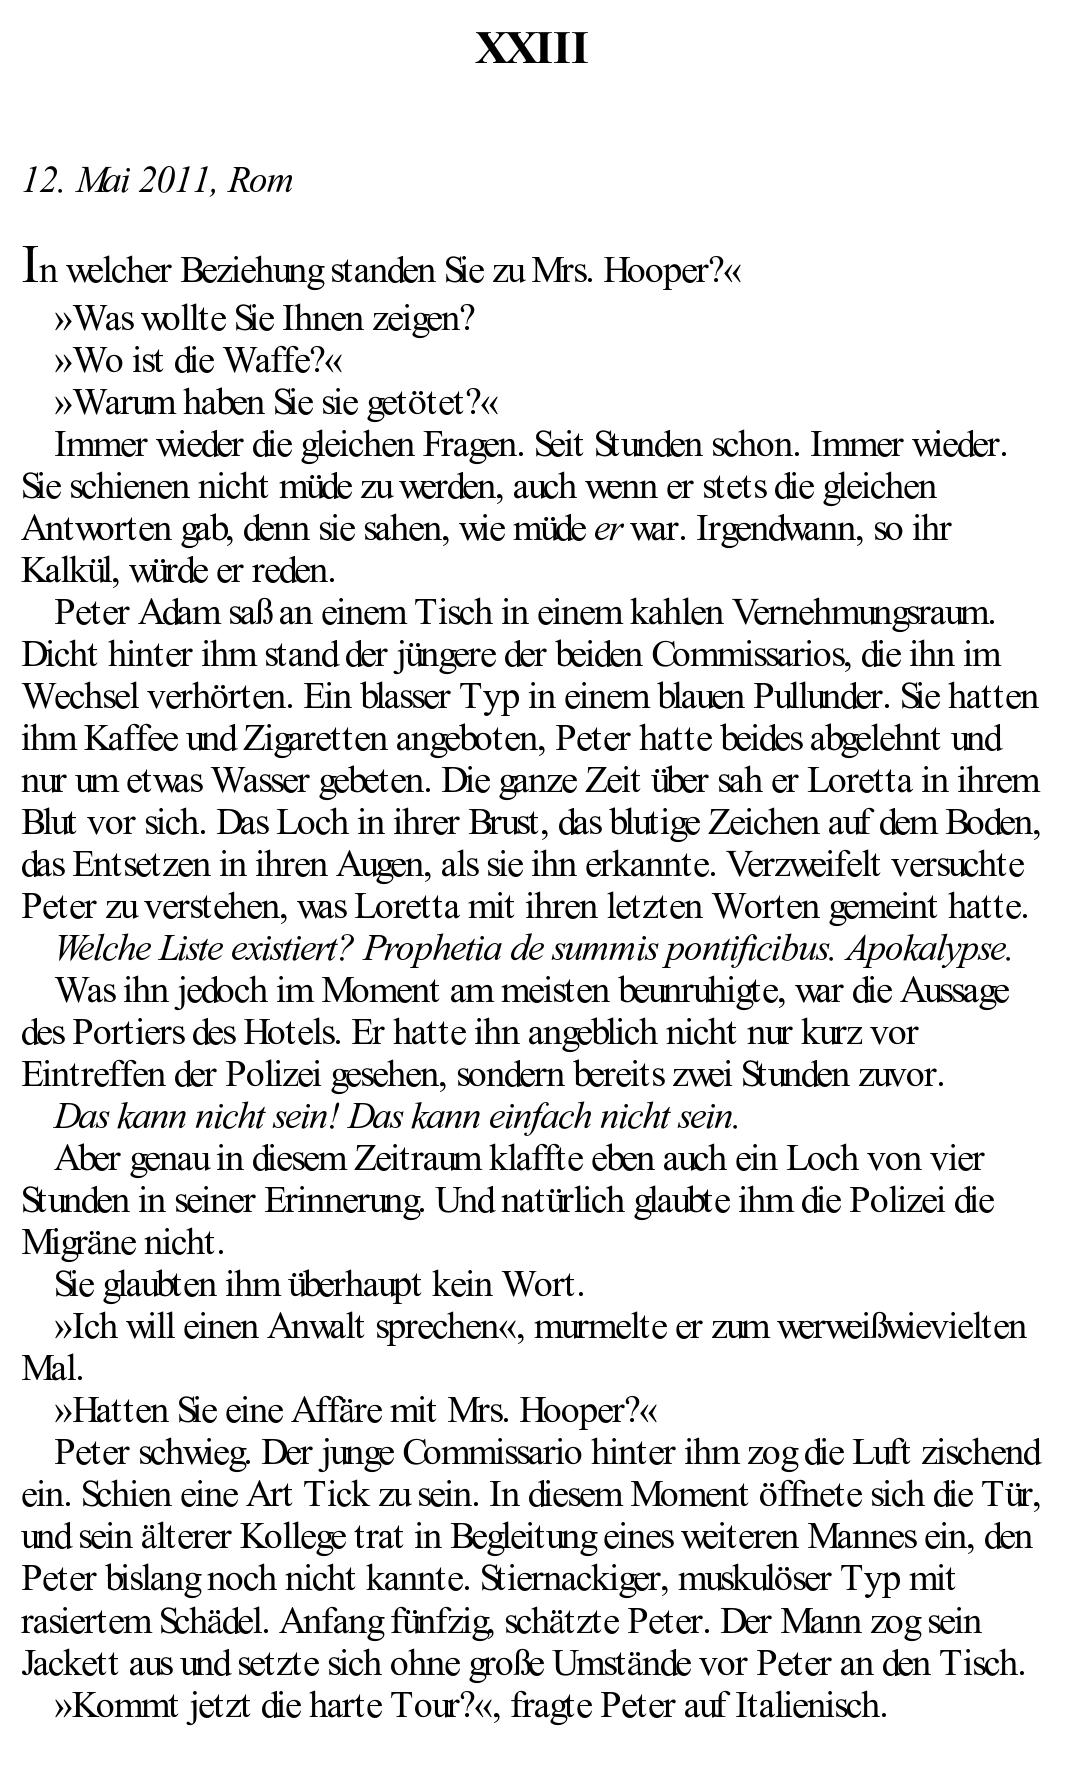 XXIII
12. Mai 2011, Rom
In welcher Beziehung standen Sie zu Mrs. Hooper?«
»Was wollte Sie Ihnen zeigen?
»Wo ist die Waffe?«
»Warum haben Sie sie getötet?«
Immer wieder die gleichen Fragen. Seit Stunden schon. Immer wieder.
Sie schienen nicht müde zu werden, auch wenn er stets die gleichen
Antworten gab, denn sie sahen, wie müde er war. Irgendwann, so ihr
Kalkül, würde er reden.
Peter Adam saß an einem Tisch in einem kahlen Vernehmungsraum.
Dicht hinter ihm stand der jüngere der beiden Commissarios, die ihn im
Wechsel verhörten. Ein blasser Typ in einem blauen Pullunder. Sie hatten
ihm Kaffee und Zigaretten angeboten, Peter hatte beides abgelehnt und
nur um etwas Wasser gebeten. Die ganze Zeit über sah er Loretta in ihrem
Blut vor sich. Das Loch in ihrer Brust, das blutige Zeichen auf dem Boden,
das Entsetzen in ihren Augen, als sie ihn erkannte. Verzweifelt versuchte
Peter zu verstehen, was Loretta mit ihren letzten Worten gemeint hatte.
Welche Liste existiert? Prophetia de summis pontificibus. Apokalypse.
Was ihn jedoch im Moment am meisten beunruhigte, war die Aussage
des Portiers des Hotels. Er hatte ihn angeblich nicht nur kurz vor
Eintreffen der Polizei gesehen, sondern bereits zwei Stunden zuvor.
Das kann nicht sein! Das kann einfach nicht sein.
Aber genau in diesem Zeitraum klaffte eben auch ein Loch von vier
Stunden in seiner Erinnerung. Und natürlich glaubte ihm die Polizei die
Migräne nicht.
Sie glaubten ihm überhaupt kein Wort.
»Ich will einen Anwalt sprechen«, murmelte er zum werweißwievielten
Mal.
»Hatten Sie eine Affäre mit Mrs. Hooper?«
Peter schwieg. Der junge Commissario hinter ihm zog die Luft zischend
ein. Schien eine Art Tick zu sein. In diesem Moment öffnete sich die Tür,
und sein älterer Kollege trat in Begleitung eines weiteren Mannes ein, den
Peter bislang noch nicht kannte. Stiernackiger, muskulöser Typ mit
rasiertem Schädel. Anfang fünfzig, schätzte Peter. Der Mann zog sein
Jackett aus und setzte sich ohne große Umstände vor Peter an den Tisch.
»Kommt jetzt die harte Tour?«, fragte Peter auf Italienisch.